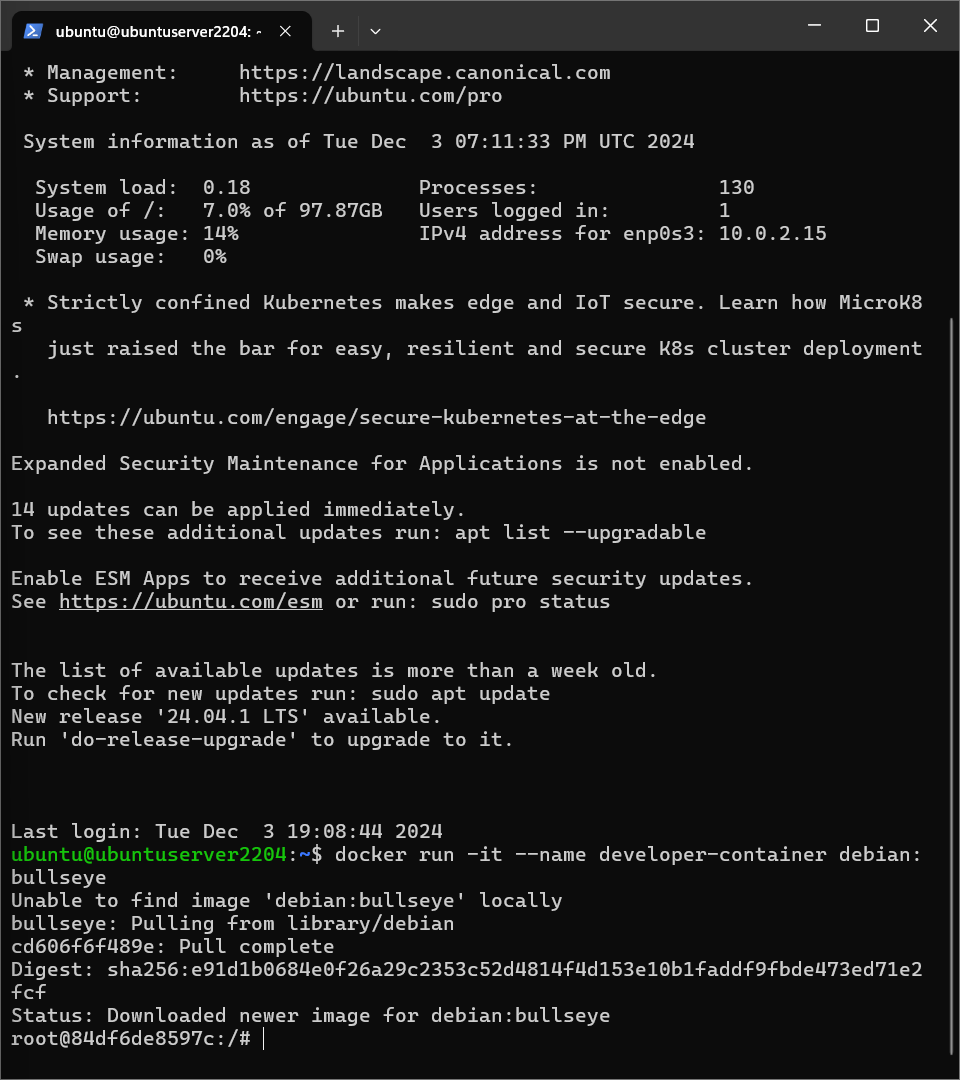 ubuntu@ubuntuserver2204: ~
* Management:     https://landscape.canonical.com
* Support:        https://ubuntu.com/pro
System information as of Tue Dec  3 07:11:33 PM UTC 2024
System load:  0.18              Processes:               130
Usage of /:   7.0% of 97.87GB   Users logged in:         1
Memory usage: 14%               IPv4 address for enp0s3: 10.0.2.15
Swap usage:   0%
* Strictly confined Kubernetes makes edge and IoT secure. Learn how MicroK8
s
just raised the bar for easy, resilient and secure K8s cluster deployment
.
https://ubuntu.com/engage/secure-kubernetes-at-the-edge
Expanded Security Maintenance for Applications is not enabled.
14 updates can be applied immediately.
To see these additional updates run: apt list --upgradable
Enable ESM Apps to receive additional future security updates.
See https://ubuntu.com/esm or run: sudo pro status
The list of available updates is more than a week old.
To check for new updates run: sudo apt update
New release '24.04.1 LTS' available.
Run 'do-release-upgrade' to upgrade to it.
Last login: Tue Dec  3 19:08:44 2024
ubuntu@ubuntuserver2204:~$ docker run -it --name developer-container debian:
bullseye
Unable to find image 'debian:bullseye' locally
bullseye: Pulling from library/debian
cd606f6f489e: Pull complete
Digest: sha256:e91d1b0684e0f26a29c2353c52d4814f4d153e10b1faddf9fbde473ed71e2
fcf
Status: Downloaded newer image for debian:bullseye
root@84df6de8597c:/#